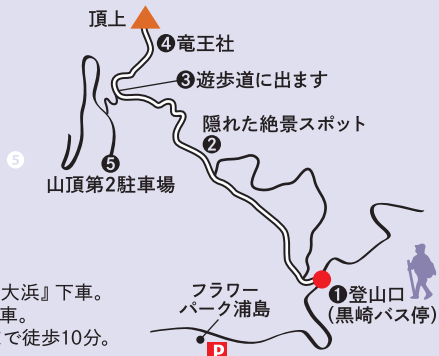 頂上
❹竜王社
❸遊歩道に出ます
隠れた絶景スポット
❷
❺
❺
山頂第2駐車場
❶登山口
(黒崎バス停)
フラワー
パーク浦島
P
大浜』下車。
車。
で徒歩10分。